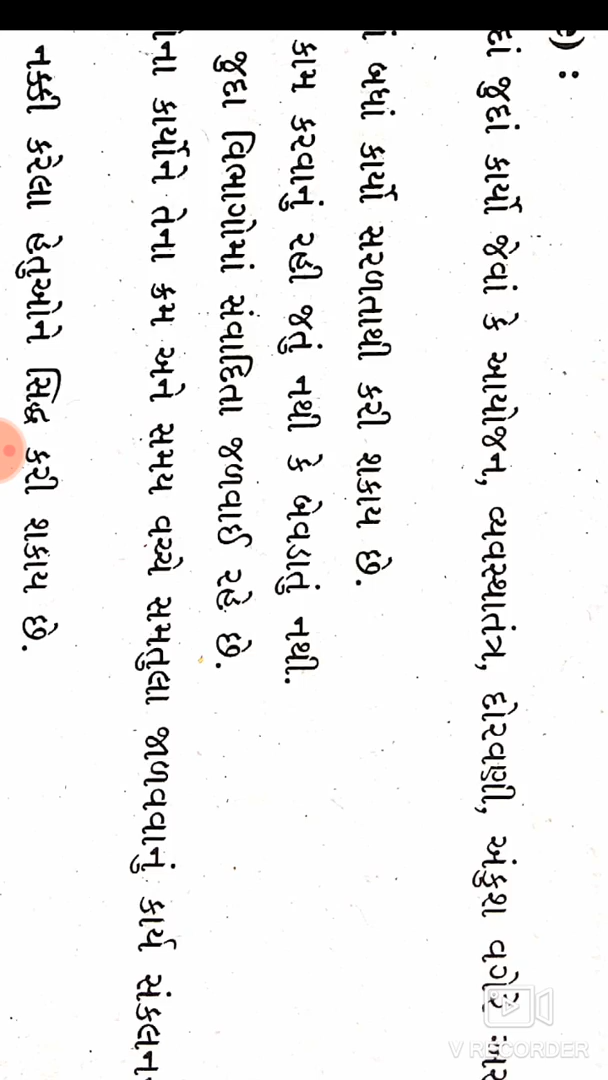 જુદાં કાર્યો જેવાં કે આયોજન, વ્યવસ્થાતંત્ર, દોરવણી, અંકુશ વગેરે
બધાં કાર્યો સરળતાથી કરી શકાય છે.
કામ કરવાનું રહી જતું નથી કે બેવડાતું નથી.
જુદા વિભાગોમાં સંવાદિતા જળવાઈ રહે છે.
કાર્યોને તેના ક્રમ અને સમય વચ્ચે સમતુલા જાળવવાનું કાર્ય સંકલન
નક્કી કરેલા હેતુઓને સિદ્ધ કરી શકાય છે.
V RECORDER